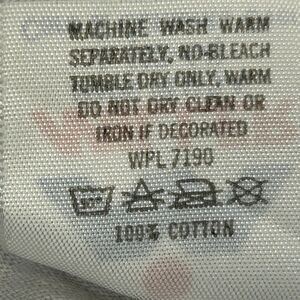 MACHINE WASH WARM
SEPARATELY, NO-BLEACH
TUMBLE DRY ONLY, WARM
DO NOT DRY CLEAN OR
IRON IF DECORATED
WPL 7190
100% COTTON